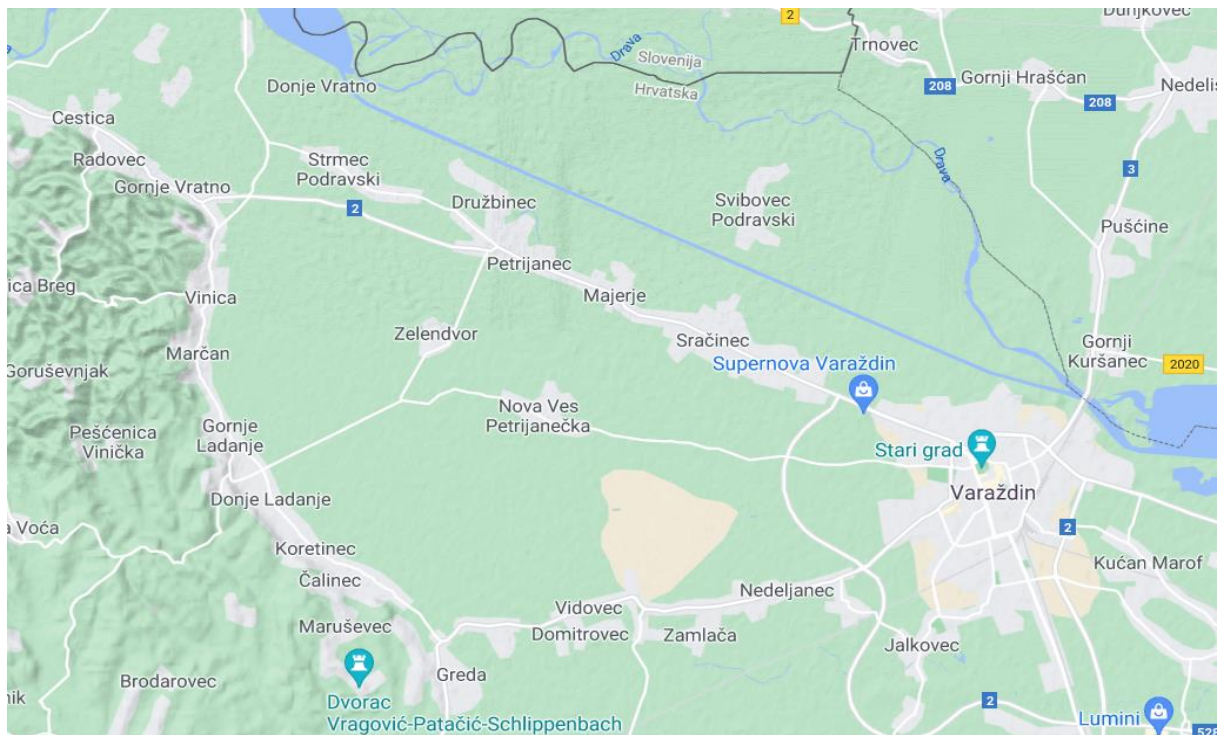 Dunjkovec
2
Trnovec
Drava
Slovenija
Hrvatska
Gornji Hrašćan
Donje Vratno
208
208
Nedelis
Cestica
Radovec
Strmec
Podravski
Drava
3
Gornje Vratno
2
Družbinec
Svibovec
Podravski
Pušćine
Petrijanec
ica Breg
Vinica
Majerje
Zelendvor
Sračinec
Gornji
Kuršanec
Marčan
Supernova Varaždin
2020
Goruševnjak
Nova Ves
Petrijanečka
Gornje
Ladanje
Pešćenica
Vinička
Stari grad
Varaždin
Donje Ladanje
a Voća
2
Koretinec
Kućan Marof
Čalinec
Nedeljanec
Vidovec
Maruševec
Domitrovec
Zamlača
Jalkovec
Greda
Brodarovec
nik
Dvorac
Vragović-Patačić-Schlippenbach
2
Lumini
528